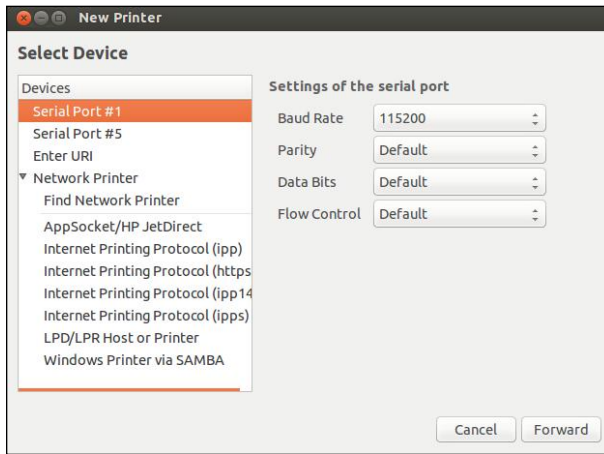 New Printer
Select Device
Devices
Serial Port #1
Serial Port #5
Enter URI
Network Printer
Find Network Printer
AppSocket/HP JetDirect
Internet Printing Protocol (ipp)
Internet Printing Protocol (https
Internet Printing Protocol (ipp14
Internet Printing Protocol (ipps)
LPD/LPR Host or Printer
Windows Printer via SAMBA
Settings of the serial port
Baud Rate 115200
Parity Default
Data Bits Default
Flow Control Default
Cancel Forward